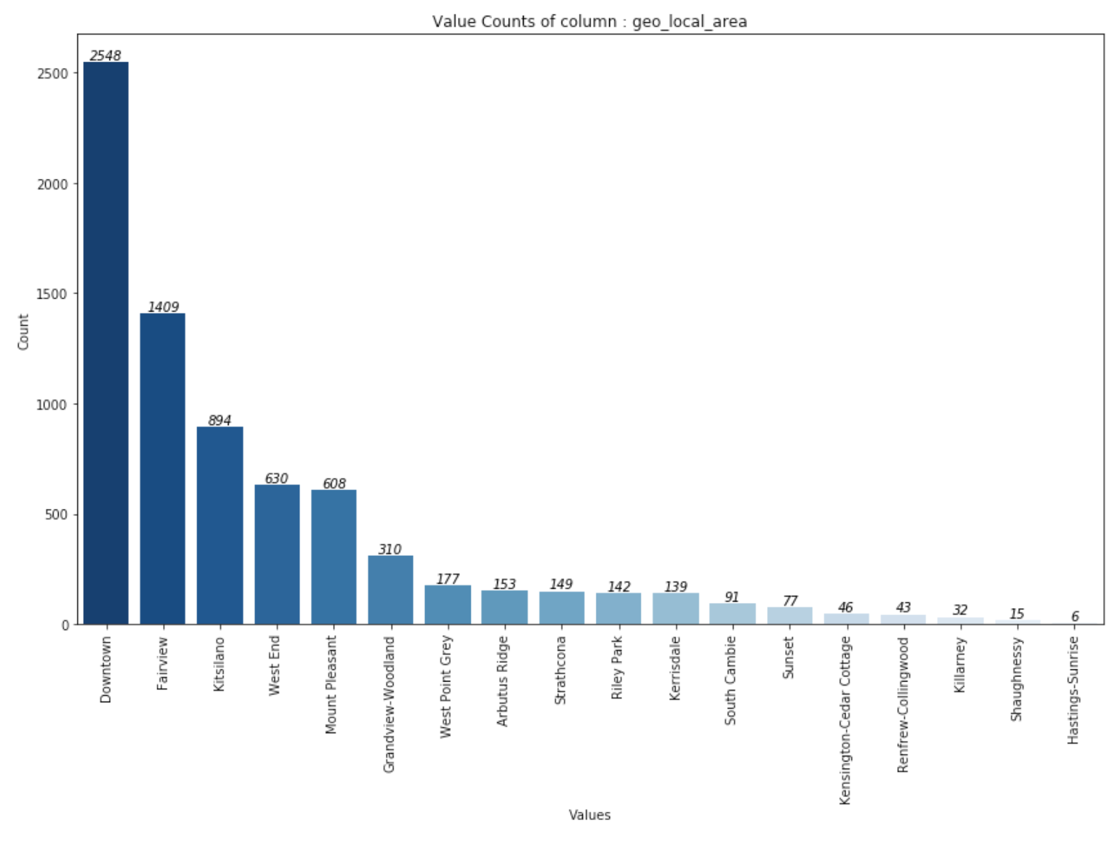 Value Counts of column : geo_local_area
2548
2500
2000
1500
1409
1000
894
630
608
500
310
177
153
149
142
139
91
77
46
43
32
15
6
0
Count
Downtown
Fairview
Kitsilano
West End
Mount Pleasant
Grandview-Woodland
West Point Grey
Arbutus Ridge
Strathcona
Riley Park
Kerrisdale
South Cambie
Sunset
Kensington-Cedar Cottage
Renfrew-Collingwood
Killarney
Shaughnessy
Hastings-Sunrise
Values